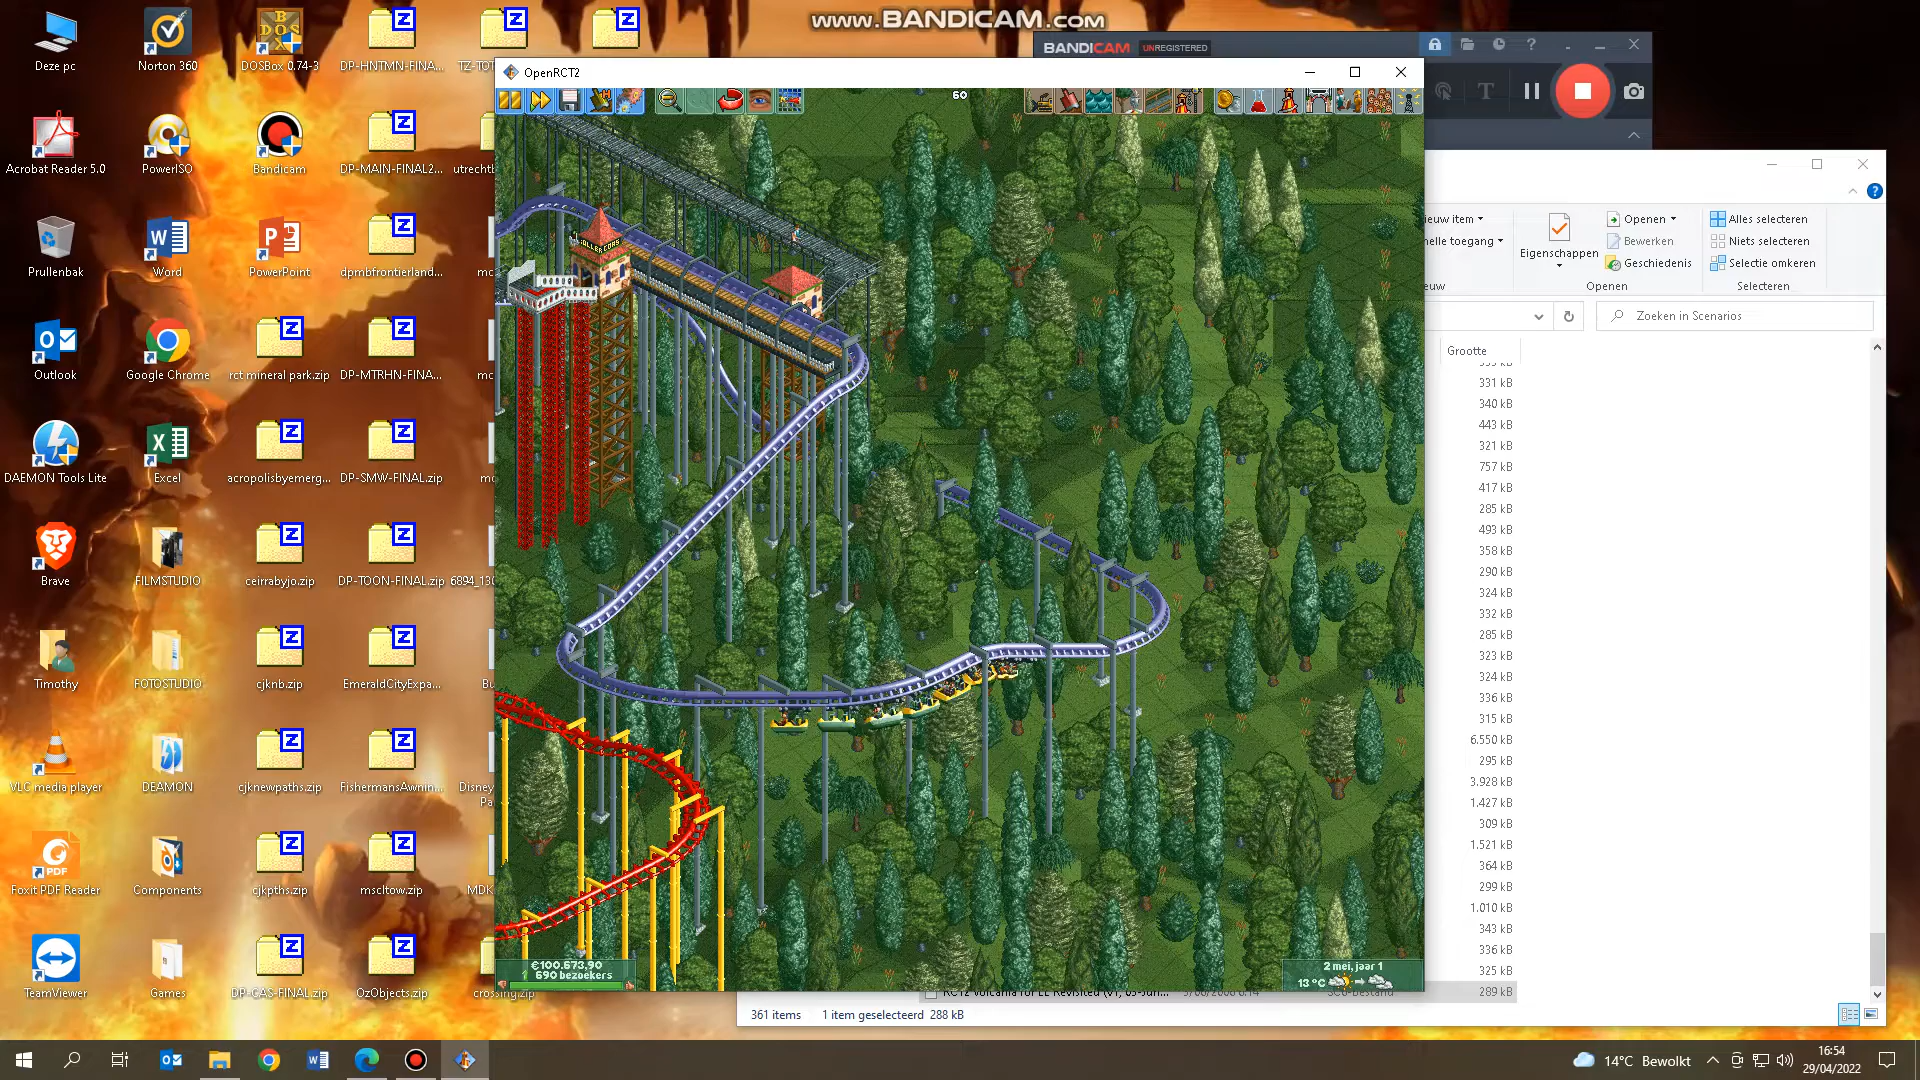 www.BANDICAM.com
Deze pc
Norton 360
DOSBox 0.74-3
DP-HNTMN-FINA...
BANDICAM UNREGISTERED
OpenRCT2
60
Acrobat Reader 5.0
PowerISO
Bandicam
DP-MAIN-FINAL2...
Prullenbak
Word
PowerPoint
dpmbfrontierland...
Outlook
Google Chrome
rct mineral park.zip
DP-MTRHN-FINA...
DAEMON Tools Lite
Excel
acropolisbyemerg...
DP-SMW-FINAL.zip
Brave
FILMSTUDIO
ceirrabyjo.zip
DP-TOON-FINAL.zip
6894_130
Timothy
FOTOSTUDIO
cjknb.zip
EmeraldCityExpa...
VLC media player
DEAMON
cjknewpaths.zip
FishermansAwnin...
Disney
Pa
Foxit PDF Reader
Components
cjkpths.zip
mscltow.zip
MDK
TeamViewer
Games
DP-CAS-FINAL.zip
OzObjects.zip
crossing.zip
€100.673,90
690 bezoekers
2 mei, jaar 1
13 °C
ieuw item
nelle toegang
euw
Eigenschappen
Openen
Bewerken
Geschiedenis
Openen
Alles selecteren
Niets selecteren
Selectie omkeren
Selecteren
Zoeken in Scenarios
Grootte
331 kB
340 kB
443 kB
321 kB
757 kB
417 kB
285 kB
493 kB
358 kB
290 kB
324 kB
332 kB
285 kB
323 kB
324 kB
336 kB
315 kB
6.550 kB
295 kB
3.928 kB
1.427 kB
309 kB
1.521 kB
364 kB
299 kB
1.010 kB
343 kB
336 kB
325 kB
289 kB
361 items
1 item geselecteerd 288 kB
14°C Bewolkt
16:54
29/04/2022